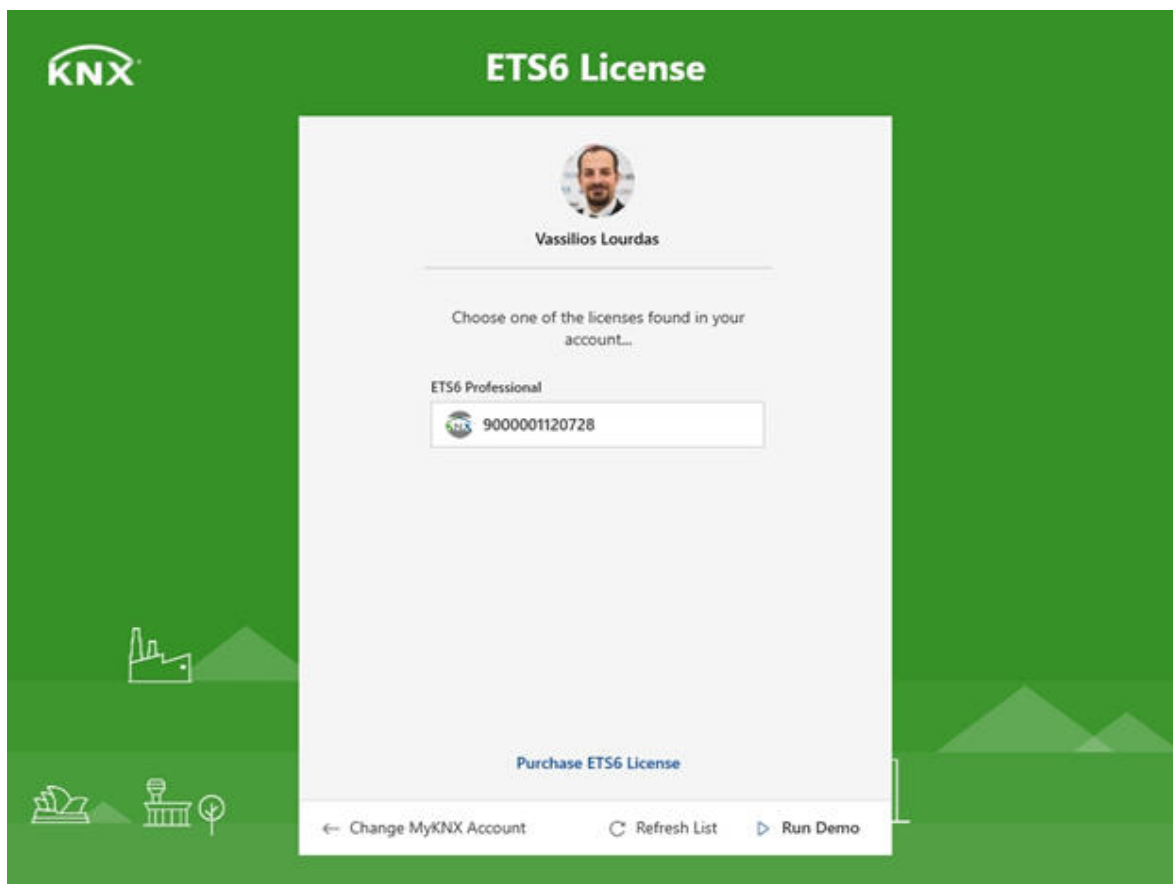 KNX
ETS6 License
Vassilios Lourdas
Choose one of the licenses found in your
account...
ETS6 Professional
KNX
9000001120728
Purchase ETS6 License
← Change MyKNX Account
Refresh List
Run Demo